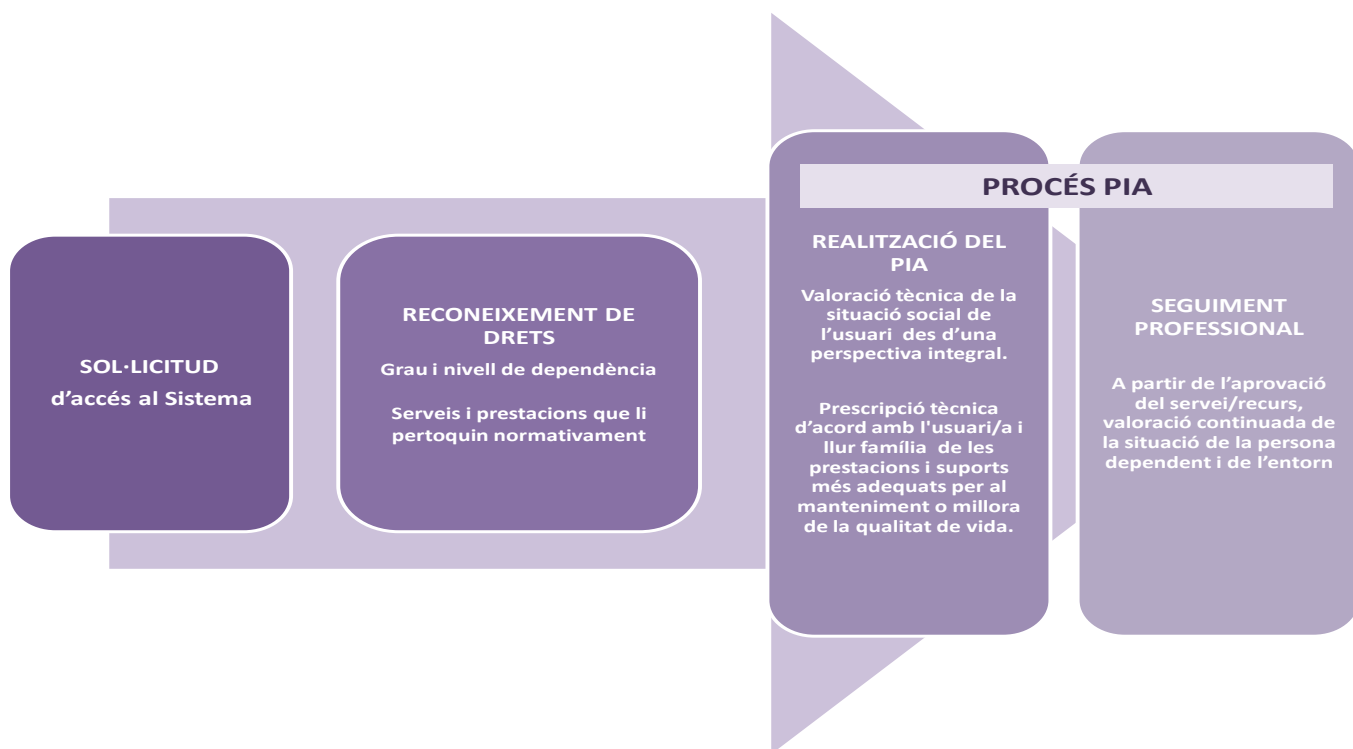 SOL·LICITUD
d’accés al Sistema
RECONEIXEMENT DE
DRETS
Grau i nivell de dependència
Serveis i prestacions que li
pertoquin normativament
PROCÉS PIA
REALITZACIÓ DEL
PIA
Valoració tècnica de la
situació social de
l’usuari des d’una
perspectiva integral.
Prescripció tècnica
d’acord amb l'usuari/a i
llur família de les
prestacions i suports
més adequats per al
manteniment o millora
de la qualitat de vida.
SEGUIMENT
PROFESSIONAL
A partir de l’aprovació
del servei/recurs,
valoració continuada de
la situació de la persona
dependent i de l’entorn